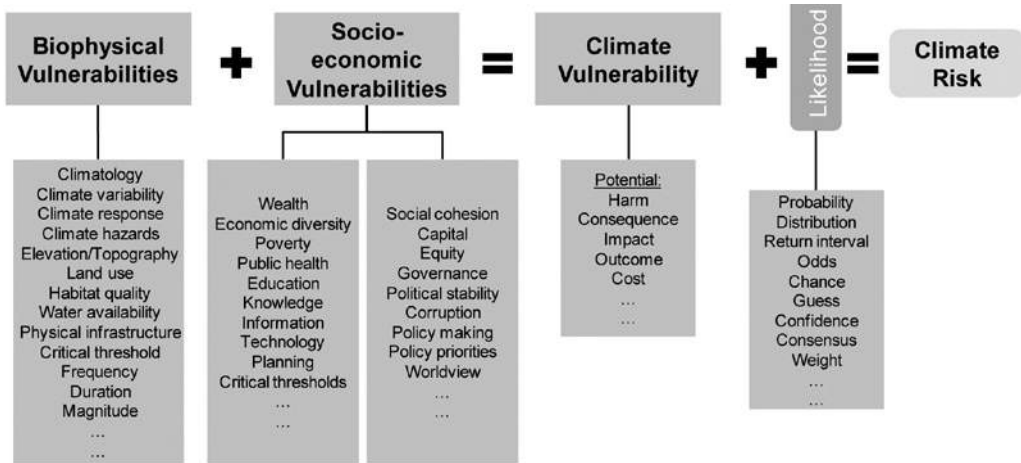 Biophysical
Vulnerabilities
+
Socio-
economic
Vulnerabilities
=
Climate
Vulnerability
+
Likelihood
=
Climate
Risk
Climatology
Climate variability
Climate response
Climate hazards
Elevation/Topography
Land use
Habitat quality
Water availability
Physical infrastructure
Critical threshold
Frequency
Duration
Magnitude
...
...
Wealth
Economic diversity
Poverty
Public health
Education
Knowledge
Information
Technology
Planning
Critical thresholds
...
...
Social cohesion
Capital
Equity
Governance
Political stability
Corruption
Policy making
Policy priorities
Worldview
...
...
Potential:
Harm
Consequence
Impact
Outcome
Cost
...
...
Probability
Distribution
Return interval
Odds
Chance
Guess
Confidence
Consensus
Weight
...
...